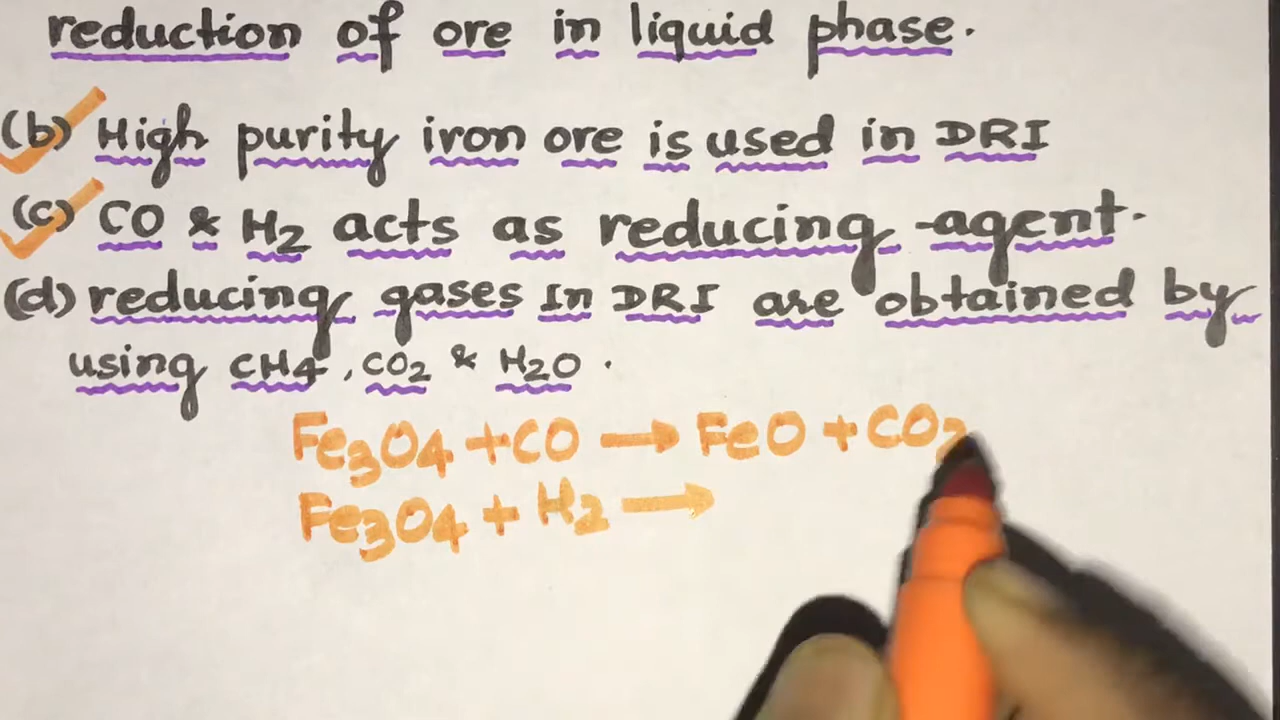 reduction of ore in liquid phase.
(b) High purity iron ore is used in DRI
(c) CO & H2 acts as reducing agent.
(d) reducing gases In DRI are obtained by
using CH4, CO2 & H2O.
Fe3O4 + CO → FeO + CO2
Fe3O4 + H2 →